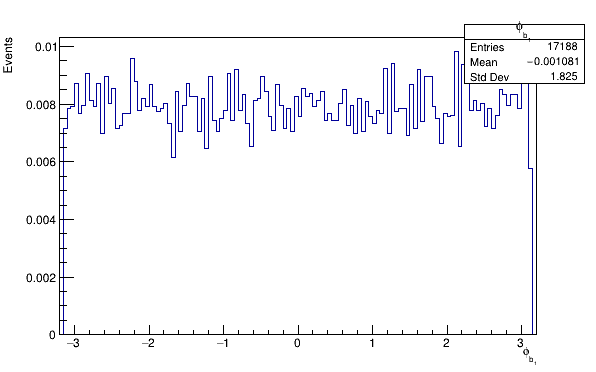 ϕ_b₁
Entries 17188
Mean −0.001081
Std Dev 1.825
Events
0.01
0.008
0.006
0.004
0.002
0
−3 −2 −1 0 1 2 3
ϕ_b₁